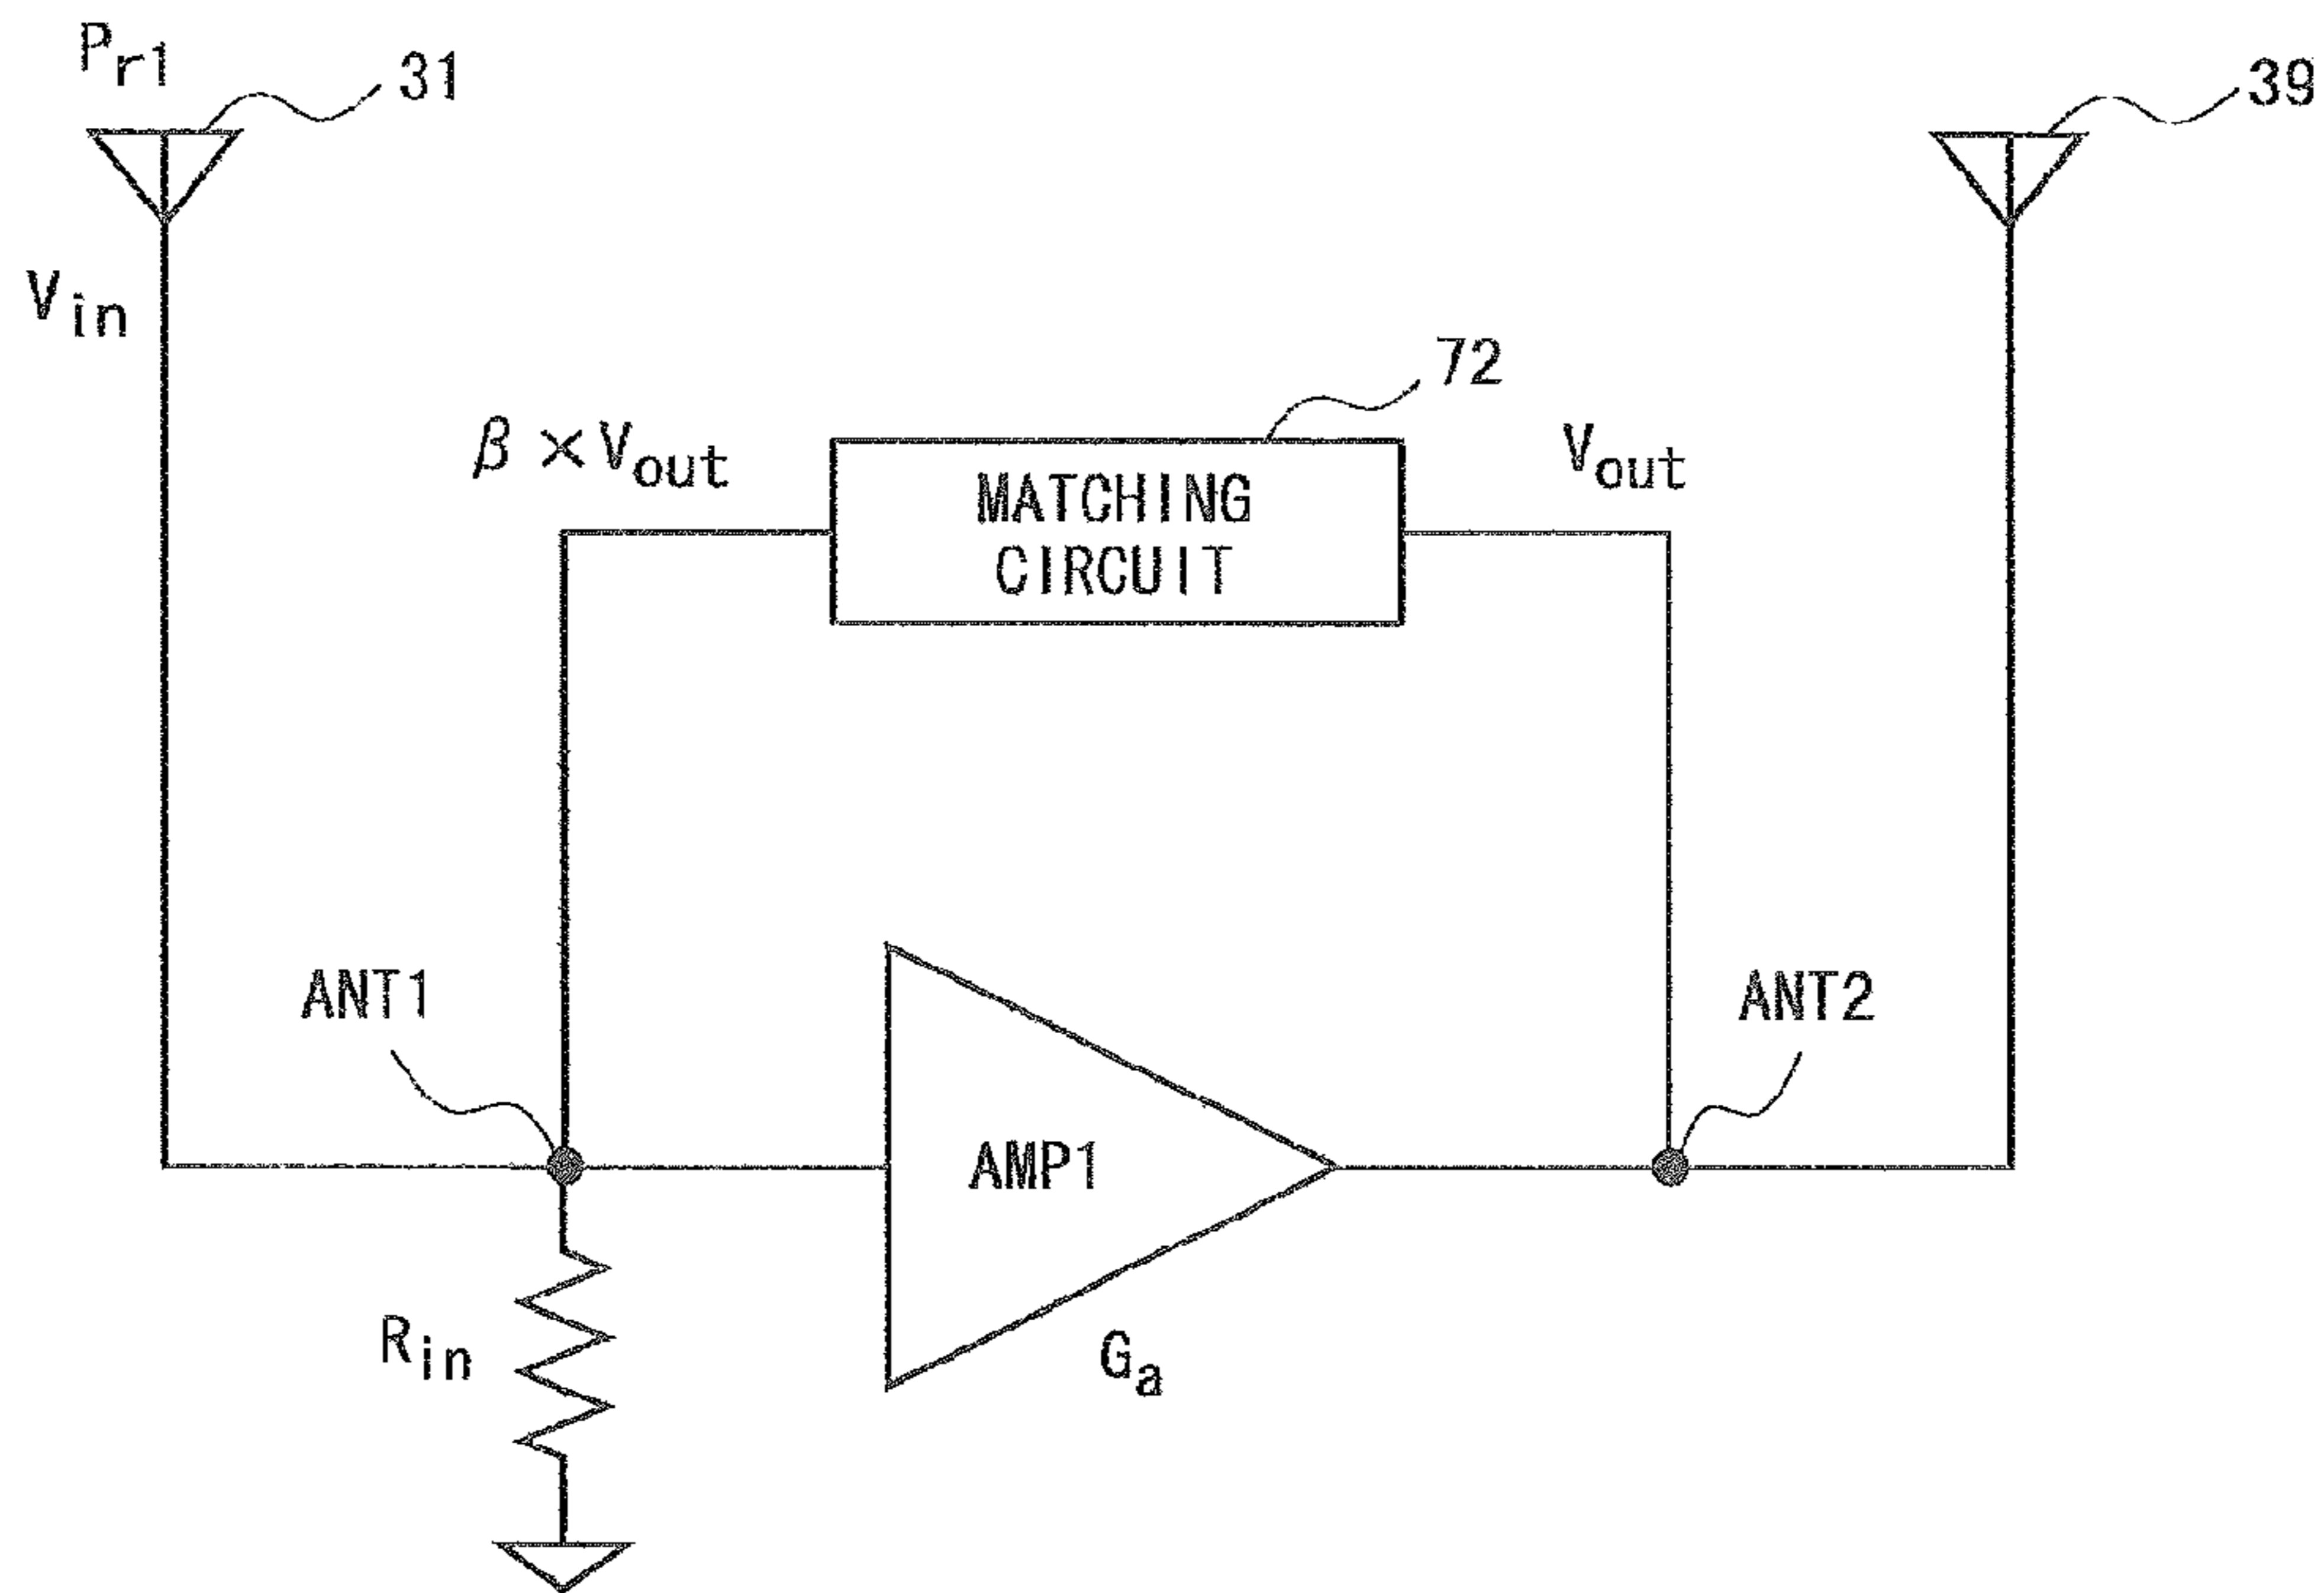 Pr1
31
39
Vin
72
β × Vout
MATCHING
CIRCUIT
Vout
ANT1
ANT2
AMP1
Rin
Ga